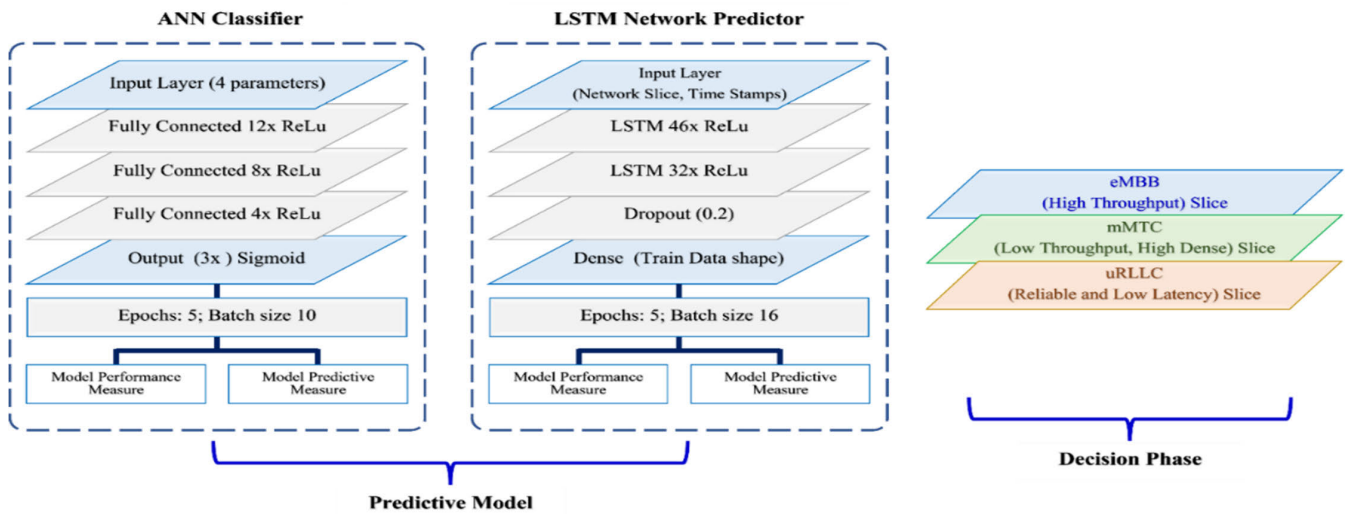 ANN Classifier
Input Layer (4 parameters)
Fully Connected 12x ReLu
Fully Connected 8x ReLu
Fully Connected 4x ReLu
Output (3x ) Sigmoid
Epochs: 5; Batch size 10
Model Performance
Measure
Model Predictive
Measure
LSTM Network Predictor
Input Layer
(Network Slice, Time Stamps)
LSTM 46x ReLu
LSTM 32x ReLu
Dropout (0.2)
Dense (Train Data shape)
Epochs: 5; Batch size 16
Model Performance
Measure
Model Predictive
Measure
Predictive Model
eMBB
(High Throughput) Slice
mMTC
(Low Throughput, High Dense) Slice
uRLLC
(Reliable and Low Latency) Slice
Decision Phase